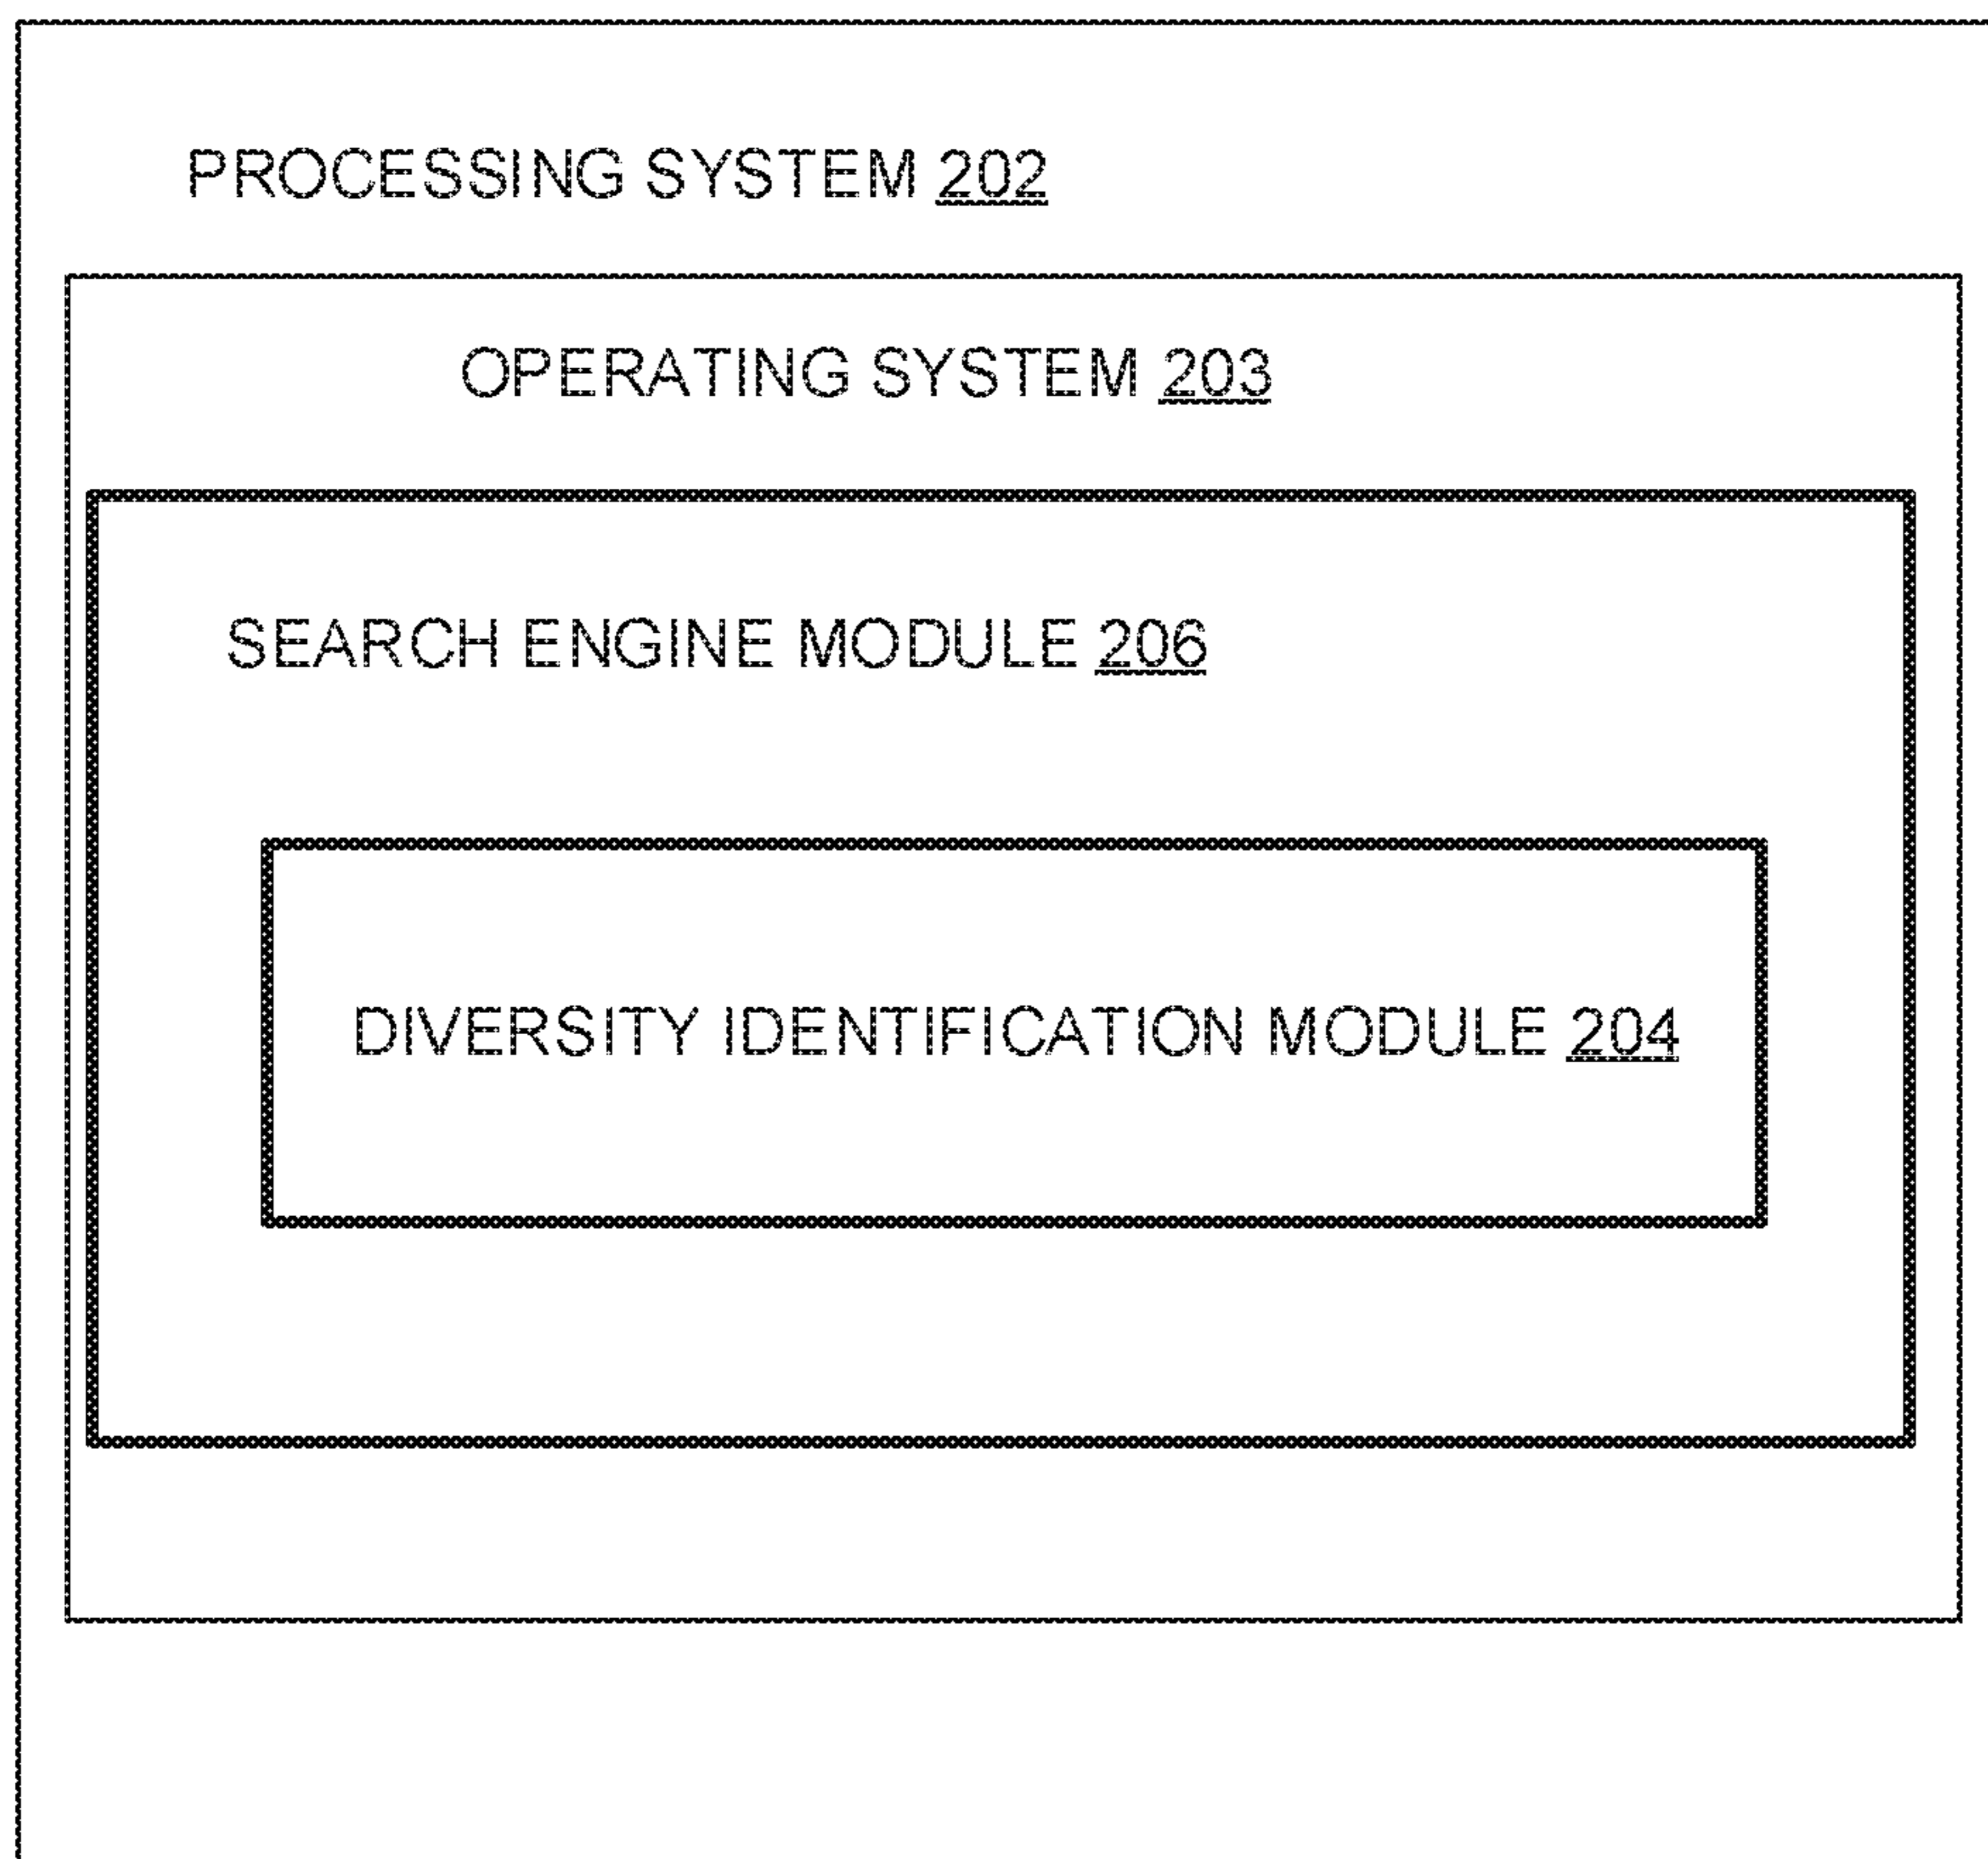 PROCESSING SYSTEM 202
OPERATING SYSTEM 203
SEARCH ENGINE MODULE 206
DIVERSITY IDENTIFICATION MODULE 204